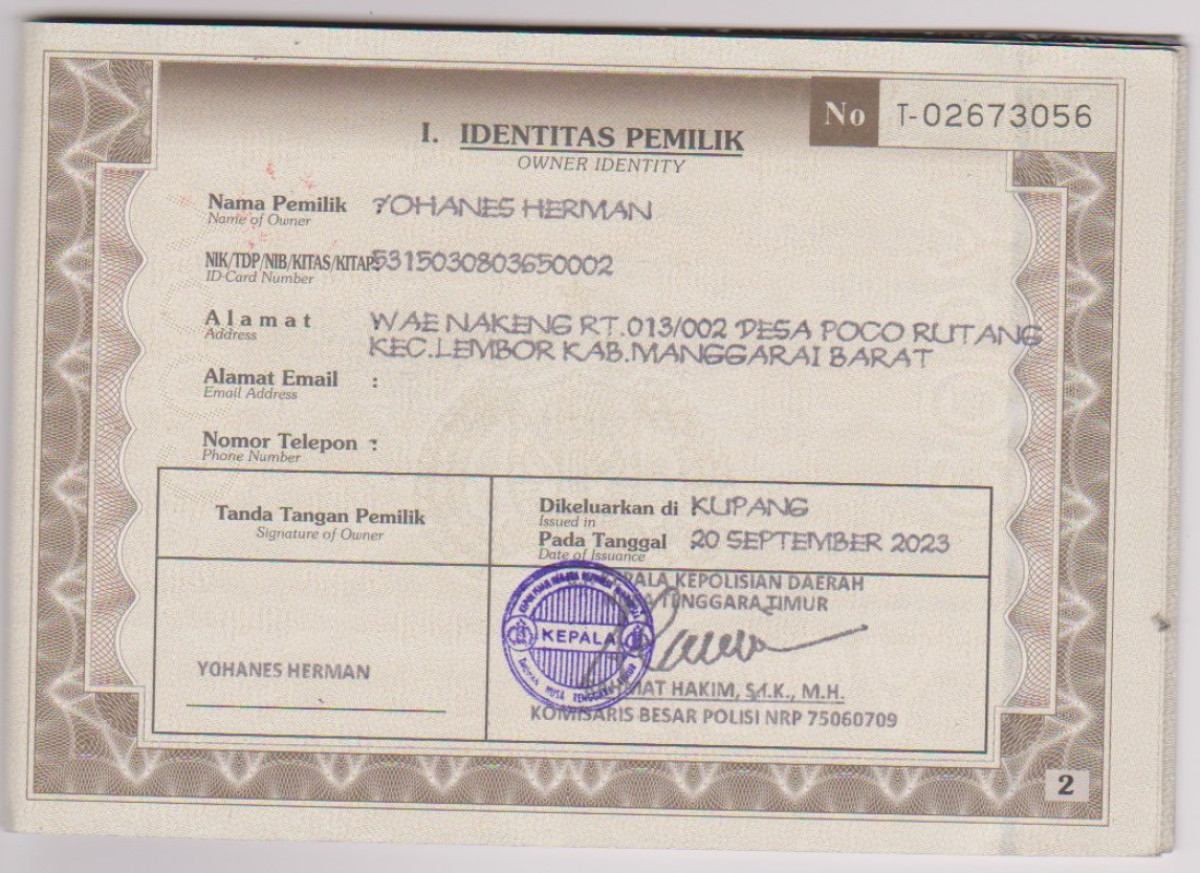 No T-02673056
I. IDENTITAS PEMILIK
OWNER IDENTITY
Nama Pemilik YOHANES HERMAN
Name of Owner
NIK/TDP/NIB/KITAS/KITAP: 5315030803650002
ID-Card Number
Alamat WAE NAKENG RT.013/002 DESA POCO RUTANG
Address
KEC.LEMBOR KAB.MANGGARAI BARAT
Alamat Email :
Email Address
Nomor Telepon :
Phone Number
Tanda Tangan Pemilik
Signature of Owner
YOHANES HERMAN
Dikeluarkan di KUPANG
Issued in
Pada Tanggal 20 SEPTEMBER 2023
Date of Issuance
KEPOLISIAN DAERAH
TENGGARA TIMUR
KEPALA
HAKIM, S.I.K., M.H.
KOMISARIS BESAR POLISI NRP 75060709
2